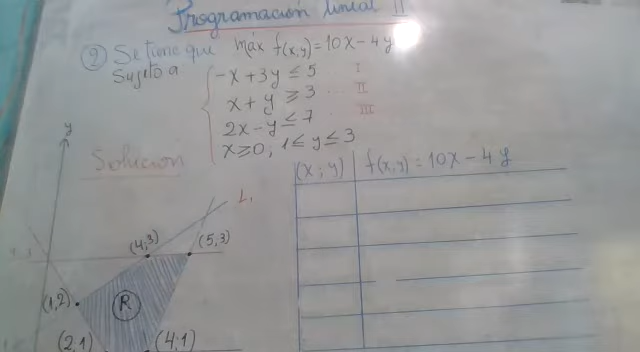 Programación lineal II
② Se tiene que máx f(x,y) = 10x - 4y
Sujeto a
-x + 3y ≤ 5 I
x + y ≥ 3 ... II
2x - y ≤ 7 ... III
x ≥ 0, 1 ≤ y ≤ 3
Solución
(x ; y) f(x,y) = 10x - 4y
y
L₁
(4,3) (5,3)
(1,2) R
(2,1) (4;1)